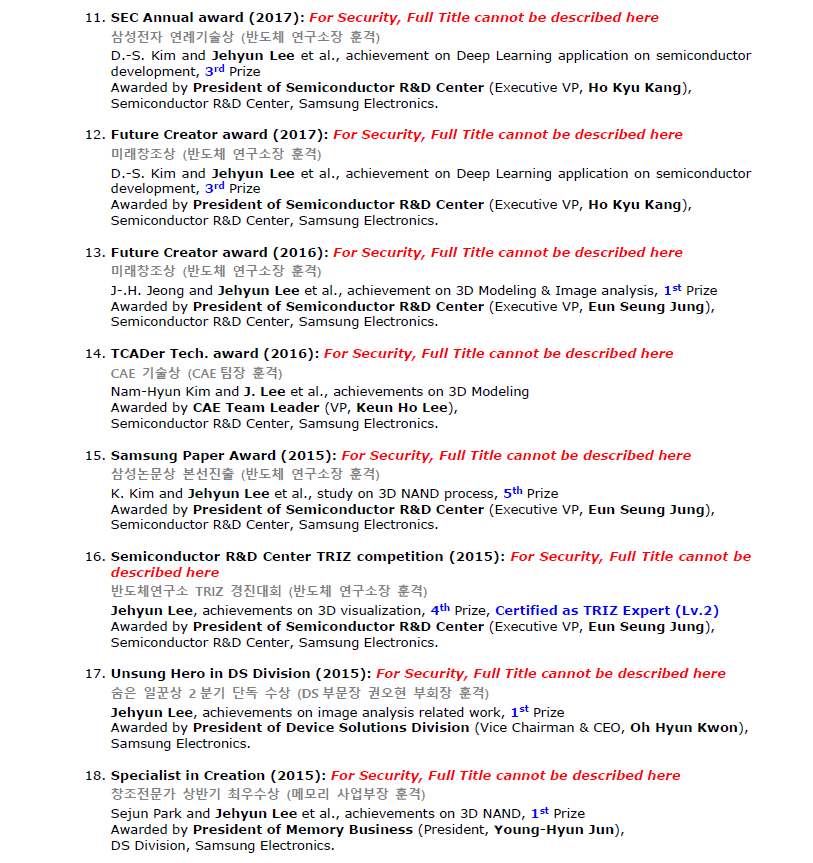 11. SEC Annual award (2017): For Security, Full Title cannot be described here
삼성전자 연례기술상 (반도체 연구소장 훈격)
D.-S. Kim and Jehyun Lee et al., achievement on Deep Learning application on semiconductor
development, 3rd Prize
Awarded by President of Semiconductor R&D Center (Executive VP, Ho Kyu Kang),
Semiconductor R&D Center, Samsung Electronics.
12. Future Creator award (2017): For Security, Full Title cannot be described here
미래창조상 (반도체 연구소장 훈격)
D.-S. Kim and Jehyun Lee et al., achievement on Deep Learning application on semiconductor
development, 3rd Prize
Awarded by President of Semiconductor R&D Center (Executive VP, Ho Kyu Kang),
Semiconductor R&D Center, Samsung Electronics.
13. Future Creator award (2016): For Security, Full Title cannot be described here
미래창조상 (반도체 연구소장 훈격)
J-.H. Jeong and Jehyun Lee et al., achievement on 3D Modeling & Image analysis, 1st Prize
Awarded by President of Semiconductor R&D Center (Executive VP, Eun Seung Jung),
Semiconductor R&D Center, Samsung Electronics.
14. TCADer Tech. award (2016): For Security, Full Title cannot be described here
CAE 기술상 (CAE팀장 훈격)
Nam-Hyun Kim and J. Lee et al., achievements on 3D Modeling
Awarded by CAE Team Leader (VP, Keun Ho Lee),
Semiconductor R&D Center, Samsung Electronics.
15. Samsung Paper Award (2015): For Security, Full Title cannot be described here
삼성논문상 본선진출 (반도체 연구소장 훈격)
K. Kim and Jehyun Lee et al., study on 3D NAND process, 5th Prize
Awarded by President of Semiconductor R&D Center (Executive VP, Eun Seung Jung),
Semiconductor R&D Center, Samsung Electronics.
16. Semiconductor R&D Center TRIZ competition (2015): For Security, Full Title cannot be
described here
반도체연구소 TRIZ 경진대회 (반도체 연구소장 훈격)
Jehyun Lee, achievements on 3D visualization, 4th Prize, Certified as TRIZ Expert (Lv.2)
Awarded by President of Semiconductor R&D Center (Executive VP, Eun Seung Jung),
Semiconductor R&D Center, Samsung Electronics.
17. Unsung Hero in DS Division (2015): For Security, Full Title cannot be described here
숨은 일꾼상 2분기 단독 수상 (DS부문장 권오현 부회장 훈격)
Jehyun Lee, achievements on image analysis related work, 1st Prize
Awarded by President of Device Solutions Division (Vice Chairman & CEO, Oh Hyun Kwon),
Samsung Electronics.
18. Specialist in Creation (2015): For Security, Full Title cannot be described here
창조전문가 상반기 최우수상 (메모리 사업부장 훈격)
Sejun Park and Jehyun Lee et al., achievements on 3D NAND, 1st Prize
Awarded by President of Memory Business (President, Young-Hyun Jun),
DS Division, Samsung Electronics.